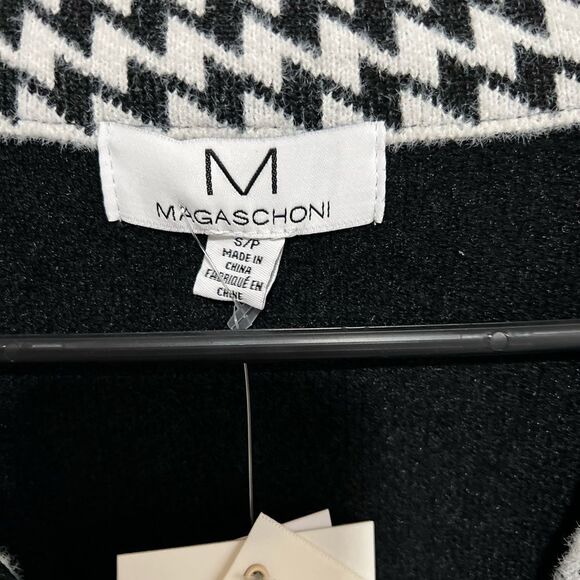 M
MAGASCHONI
S/P
MADE IN
CHINA
FABRIQUÉ EN
CHINE